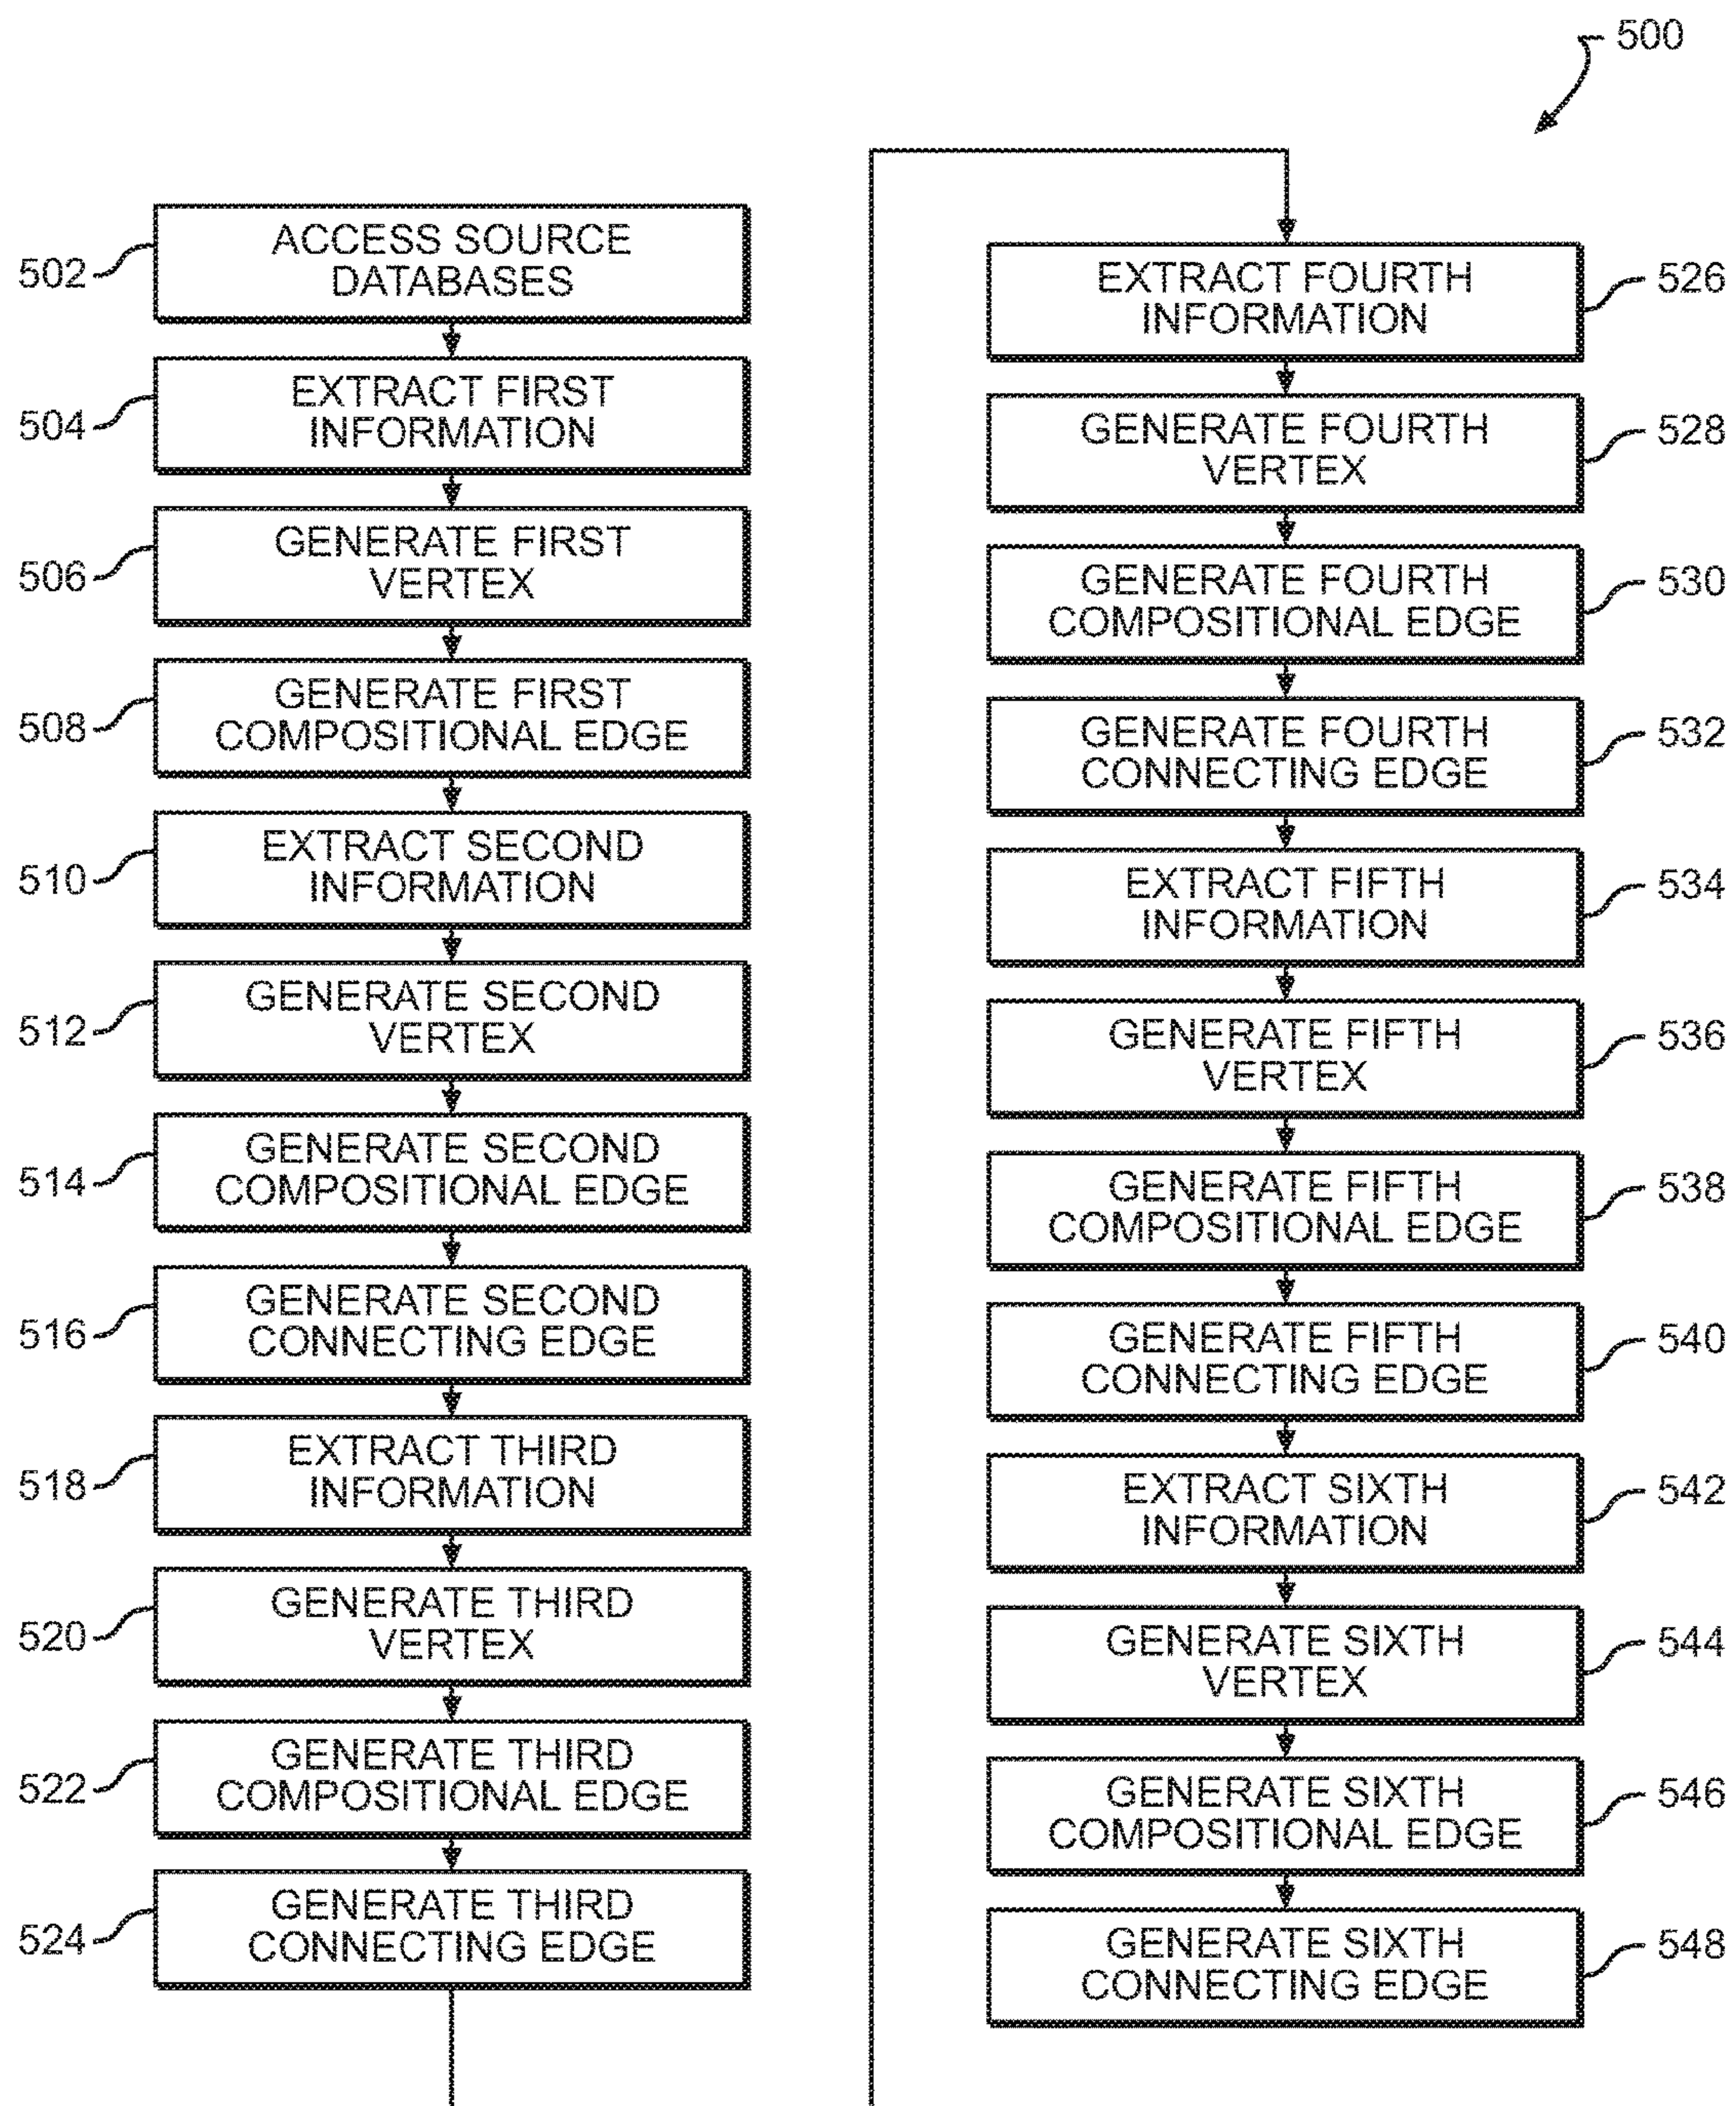 500
ACCESS SOURCE
DATABASES
502
EXTRACT FIRST
INFORMATION
504
GENERATE FIRST
VERTEX
506
GENERATE FIRST
COMPOSITIONAL EDGE
508
EXTRACT SECOND
INFORMATION
510
GENERATE SECOND
VERTEX
512
GENERATE SECOND
COMPOSITIONAL EDGE
514
GENERATE SECOND
CONNECTING EDGE
516
EXTRACT THIRD
INFORMATION
518
GENERATE THIRD
VERTEX
520
GENERATE THIRD
COMPOSITIONAL EDGE
522
GENERATE THIRD
CONNECTING EDGE
524
EXTRACT FOURTH
INFORMATION
526
GENERATE FOURTH
VERTEX
528
GENERATE FOURTH
COMPOSITIONAL EDGE
530
GENERATE FOURTH
CONNECTING EDGE
532
EXTRACT FIFTH
INFORMATION
534
GENERATE FIFTH
VERTEX
536
GENERATE FIFTH
COMPOSITIONAL EDGE
538
GENERATE FIFTH
CONNECTING EDGE
540
EXTRACT SIXTH
INFORMATION
542
GENERATE SIXTH
VERTEX
544
GENERATE SIXTH
COMPOSITIONAL EDGE
546
GENERATE SIXTH
CONNECTING EDGE
548